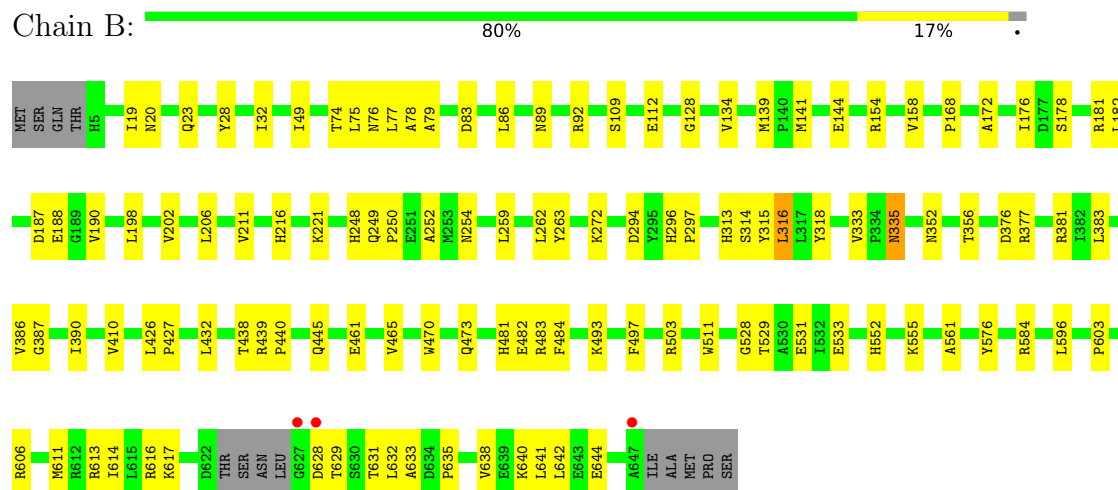 Chain B:
80% 17% •
MET SER GLN THR H5 I19 N20 Q23 Y28 I32 I49 T74 L75 N76 L77 A78 A79 D83 L86 N89 R92 S109 E112 G128 V134 M139 P140 M141 E144 R154 V158 P168 A172 I176 D177 S178 R181 L182
D187 E188 G189 V190 L198 V202 L206 V211 H216 K221 H248 Q249 P250 E251 A252 M253 N254 L259 L262 Y263 K272 D294 Y295 H296 P297 H313 S314 Y315 L316 L317 Y318 V333 P334 N335 N352 T356 D376 R377 R381 I382 L383
V386 G387 I390 V410 L426 P427 L432 T438 R439 P440 Q445 E461 V465 W470 Q473 H481 E482 R483 F484 K493 F497 R503 W511 G528 T529 A530 E531 I532 E533 H552 K555 A561 Y576 R584 L596 P603
R606 M611 R612 R613 I614 L615 R616 K617 D622 THR SER ASN LEU G627 D628 T629 S630 T631 L632 A633 D634 P635 V638 E639 K640 L641 L642 E643 E644 A647 ILE ALA MET PRO SER